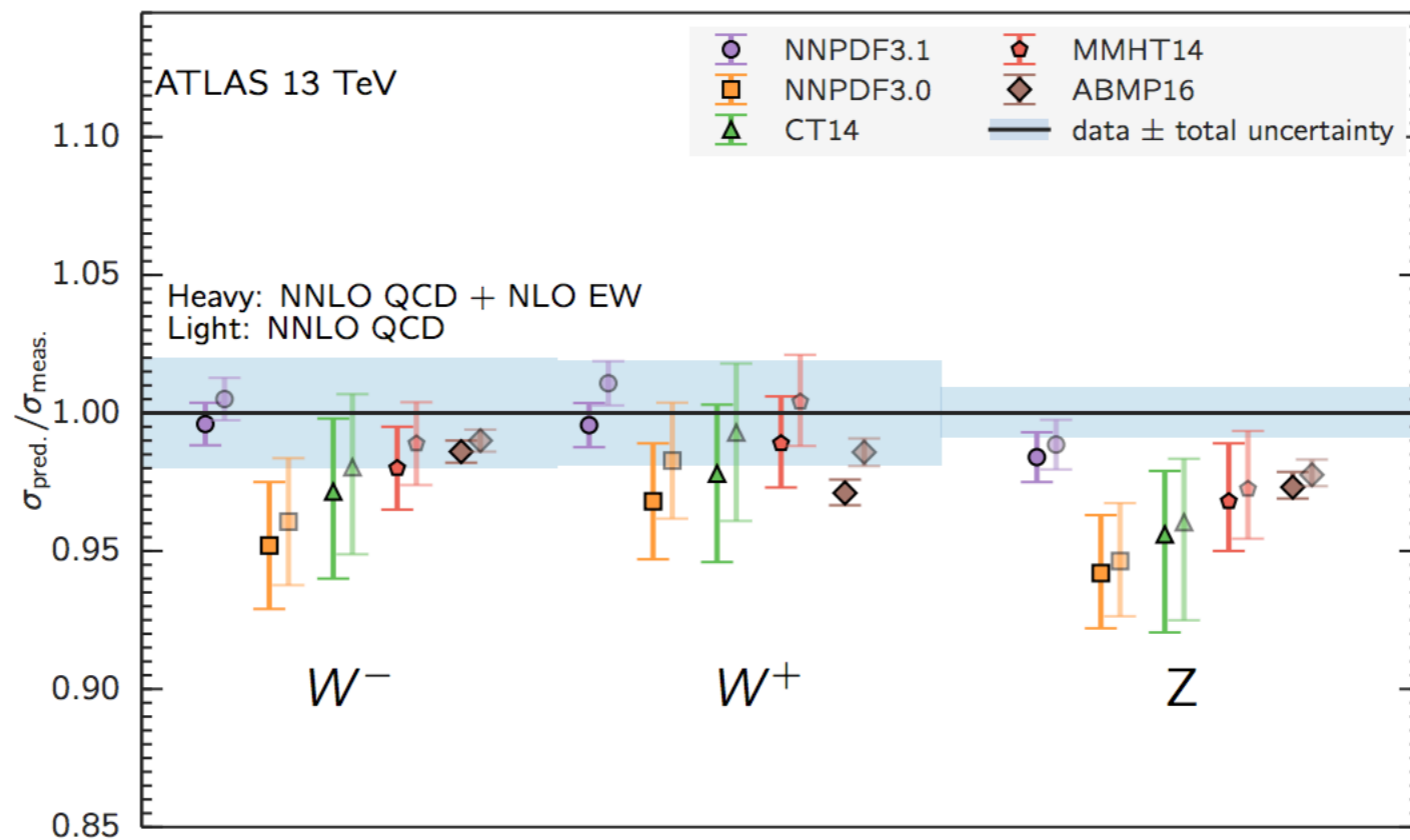 NNPDF3.1
NNPDF3.0
CT14
MMHT14
ABMP16
data ± total uncertainty
ATLAS 13 TeV
1.10
1.05
1.00
0.95
0.90
0.85
σpred./σmeas.
Heavy: NNLO QCD + NLO EW
Light: NNLO QCD
W⁻
W⁺
Z